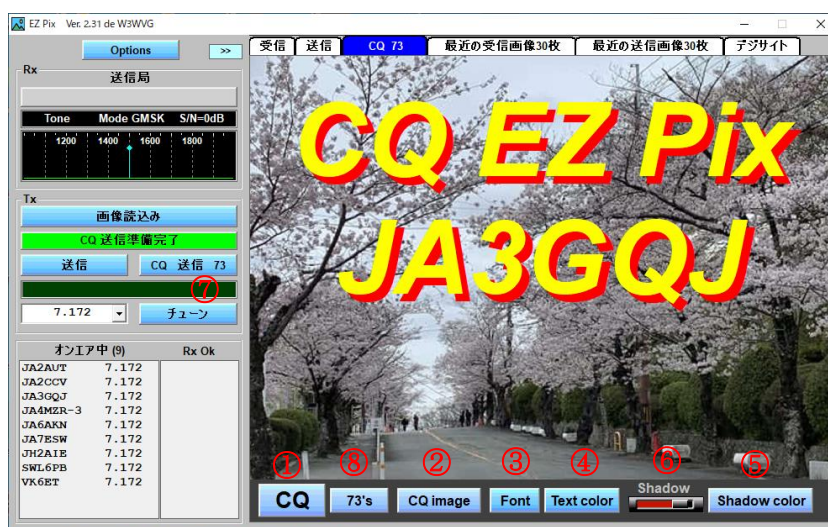 EZ Pix Ver. 2.31 de W3WVG
Options >>
受信 送信 CQ 73 最近の受信画像30枚 最近の送信画像30枚 デジサイト
Rx
送信局
Tone Mode GMSK S/N=0dB
1200 1400 1600 1800
Tx
画像読込み
CQ 送信準備完了
送信 CQ 送信 73
⑦
7.172 チューン
オンエア中 (9) Rx Ok
JA2AUT 7.172
JA2CCV 7.172
JA3GQJ 7.172
JA4MZR-3 7.172
JA6AKN 7.172
JA7ESW 7.172
JH2AIE 7.172
SWL6PB 7.172
VK6ET 7.172
CQ EZ Pix
JA3GQJ
① ⑧ ② ③ ④ ⑥ ⑤
CQ 73's CQ image Font Text color Shadow Shadow color